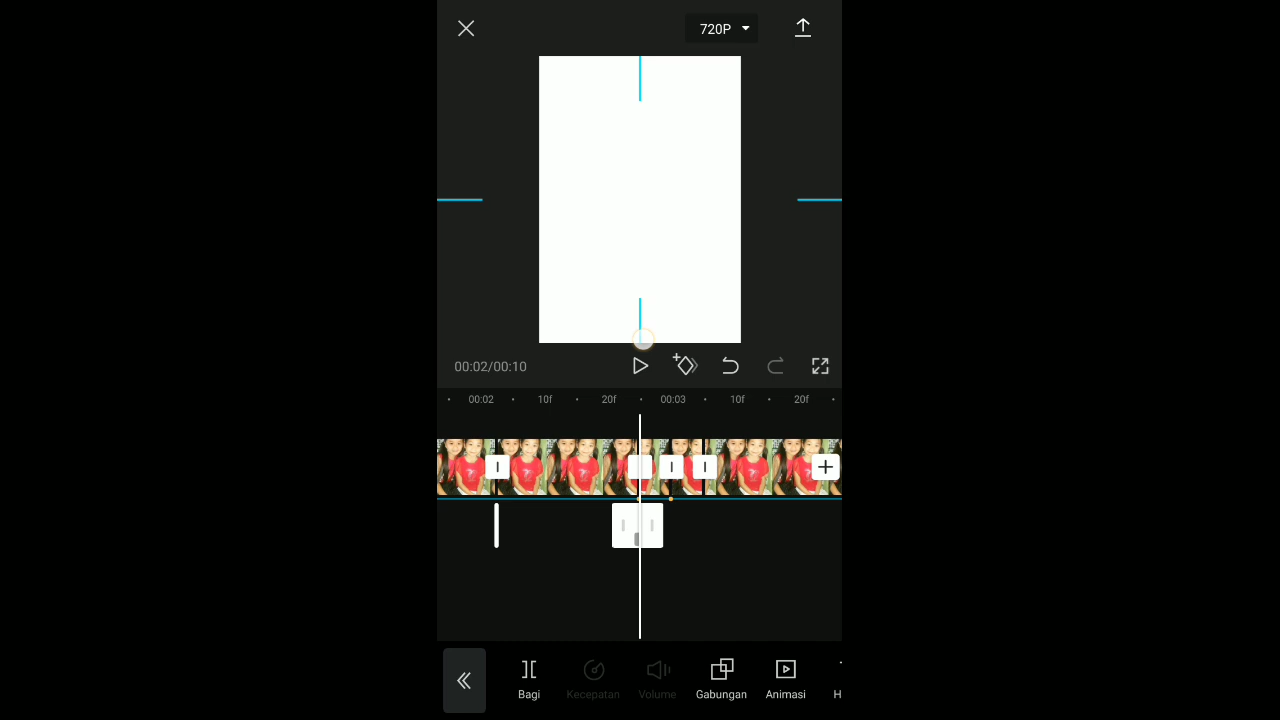 720P
00:02/00:10
00:02 10f 20f 00:03 10f 20f
Bagi Kecepatan Volume Gabungan Animasi H